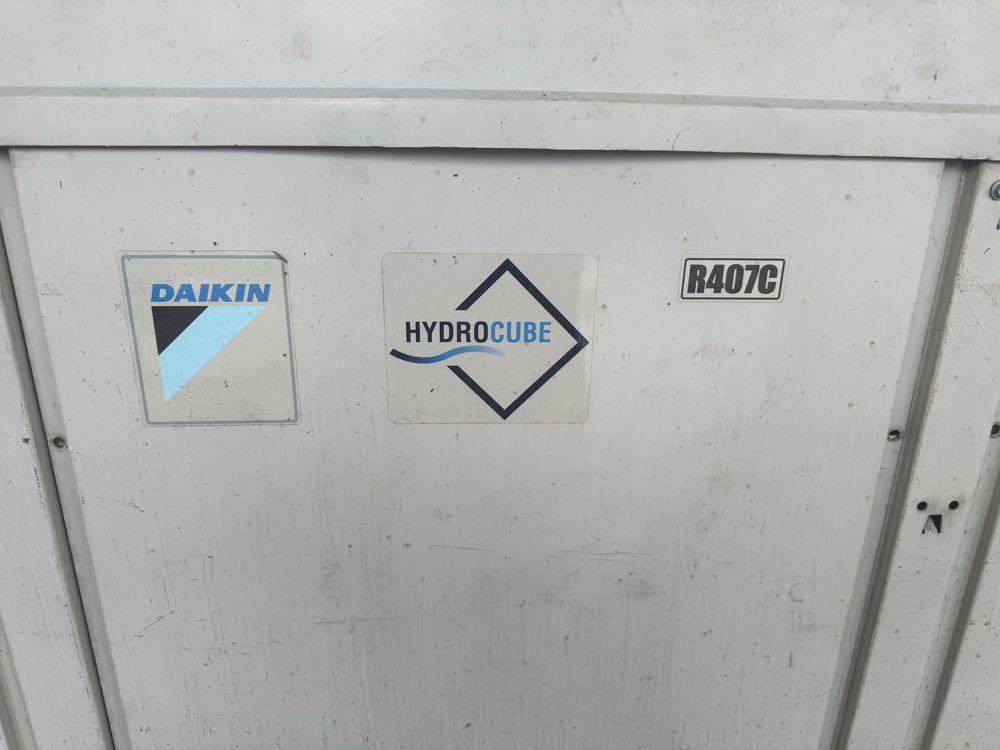 DAIKIN
HYDROCUBE
R407C
A